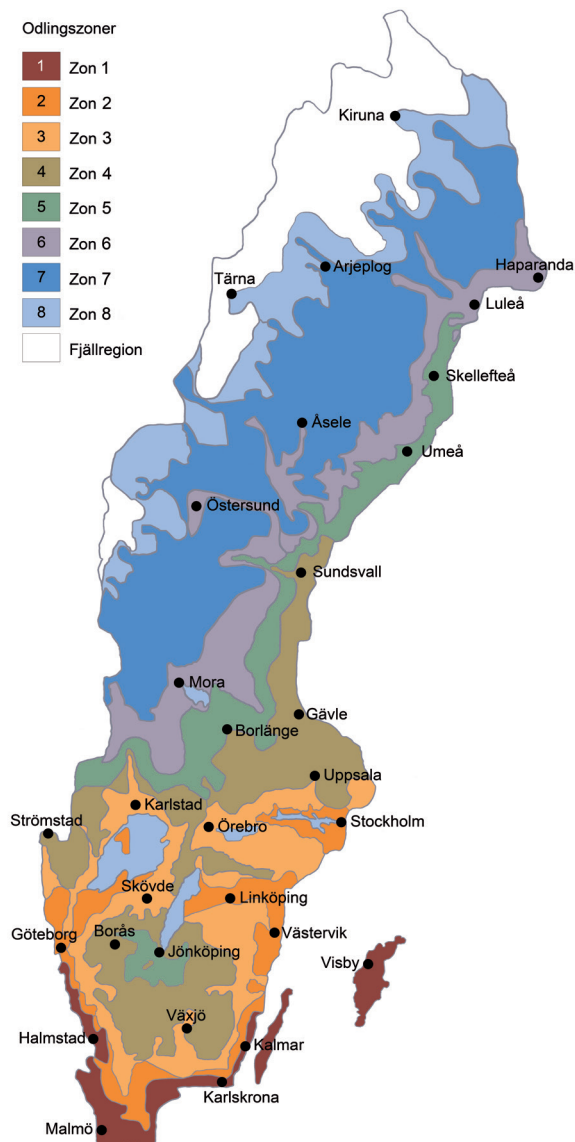 Odlingszoner
1 Zon 1
2 Zon 2
3 Zon 3
4 Zon 4
5 Zon 5
6 Zon 6
7 Zon 7
8 Zon 8
Fjällregion
Kiruna
Arjeplog
Haparanda
Tärna
Luleå
Skellefteå
Åsele
Umeå
Östersund
Sundsvall
Mora
Gävle
Borlänge
Uppsala
Karlstad
Strömstad
Örebro
Stockholm
Skövde
Linköping
Göteborg
Borås
Västervik
Jönköping
Visby
Växjö
Halmstad
Kalmar
Karlskrona
Malmö